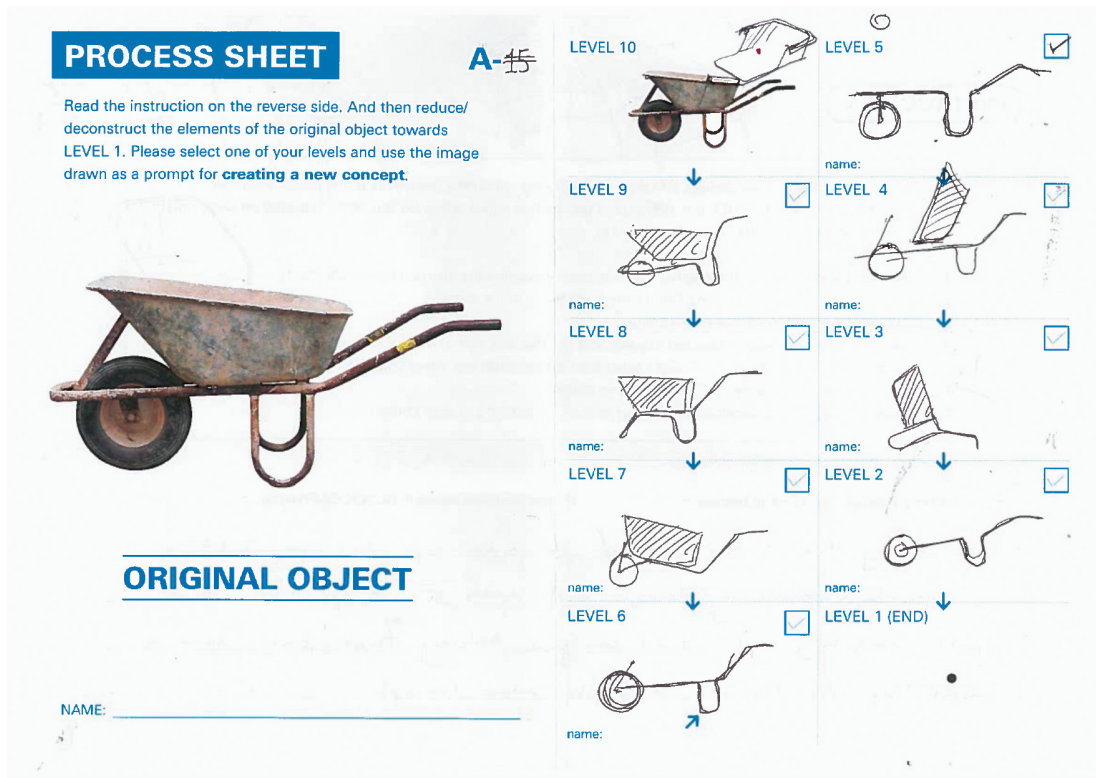 PROCESS SHEET
A-
Read the instruction on the reverse side. And then reduce/
deconstruct the elements of the original object towards
LEVEL 1. Please select one of your levels and use the image
drawn as a prompt for creating a new concept.
ORIGINAL OBJECT
NAME:
LEVEL 10
LEVEL 9
name:
LEVEL 8
name:
LEVEL 7
name:
LEVEL 6
name:
LEVEL 5
name:
LEVEL 4
name:
LEVEL 3
name:
LEVEL 2
name:
LEVEL 1 (END)